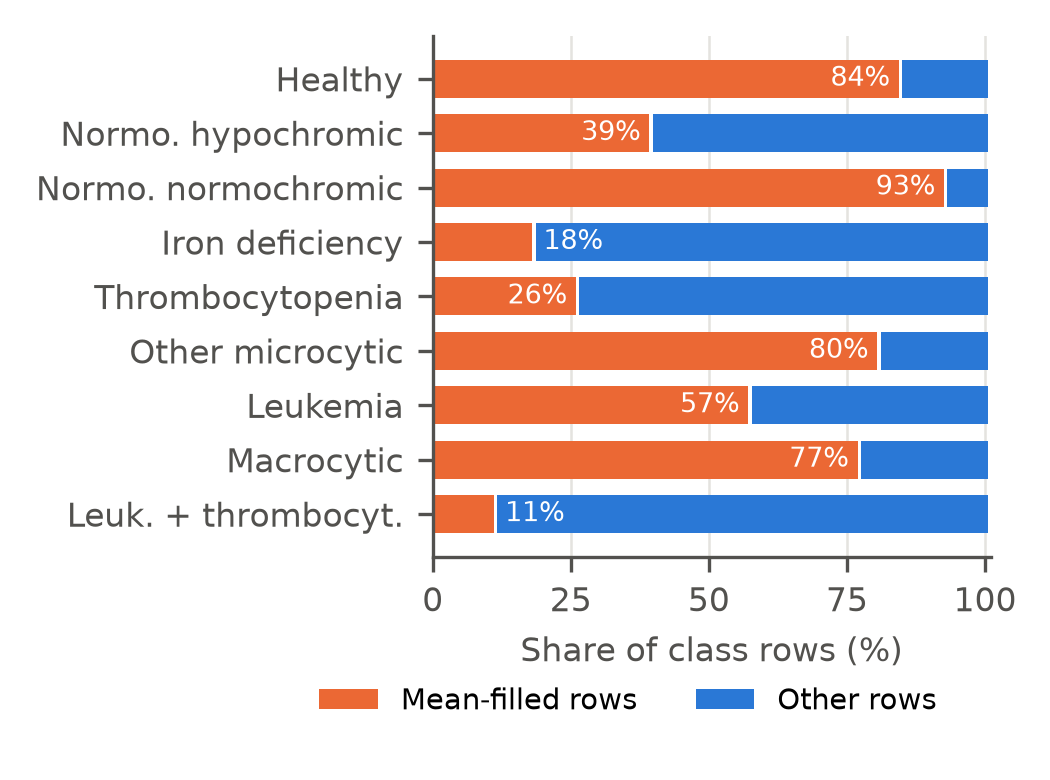 Healthy 84%
Normo. hypochromic 39%
Normo. normochromic 93%
Iron deficiency 18%
Thrombocytopenia 26%
Other microcytic 80%
Leukemia 57%
Macrocytic 77%
Leuk. + thrombocyt. 11%
0 25 50 75 100
Share of class rows (%)
Mean-filled rows Other rows